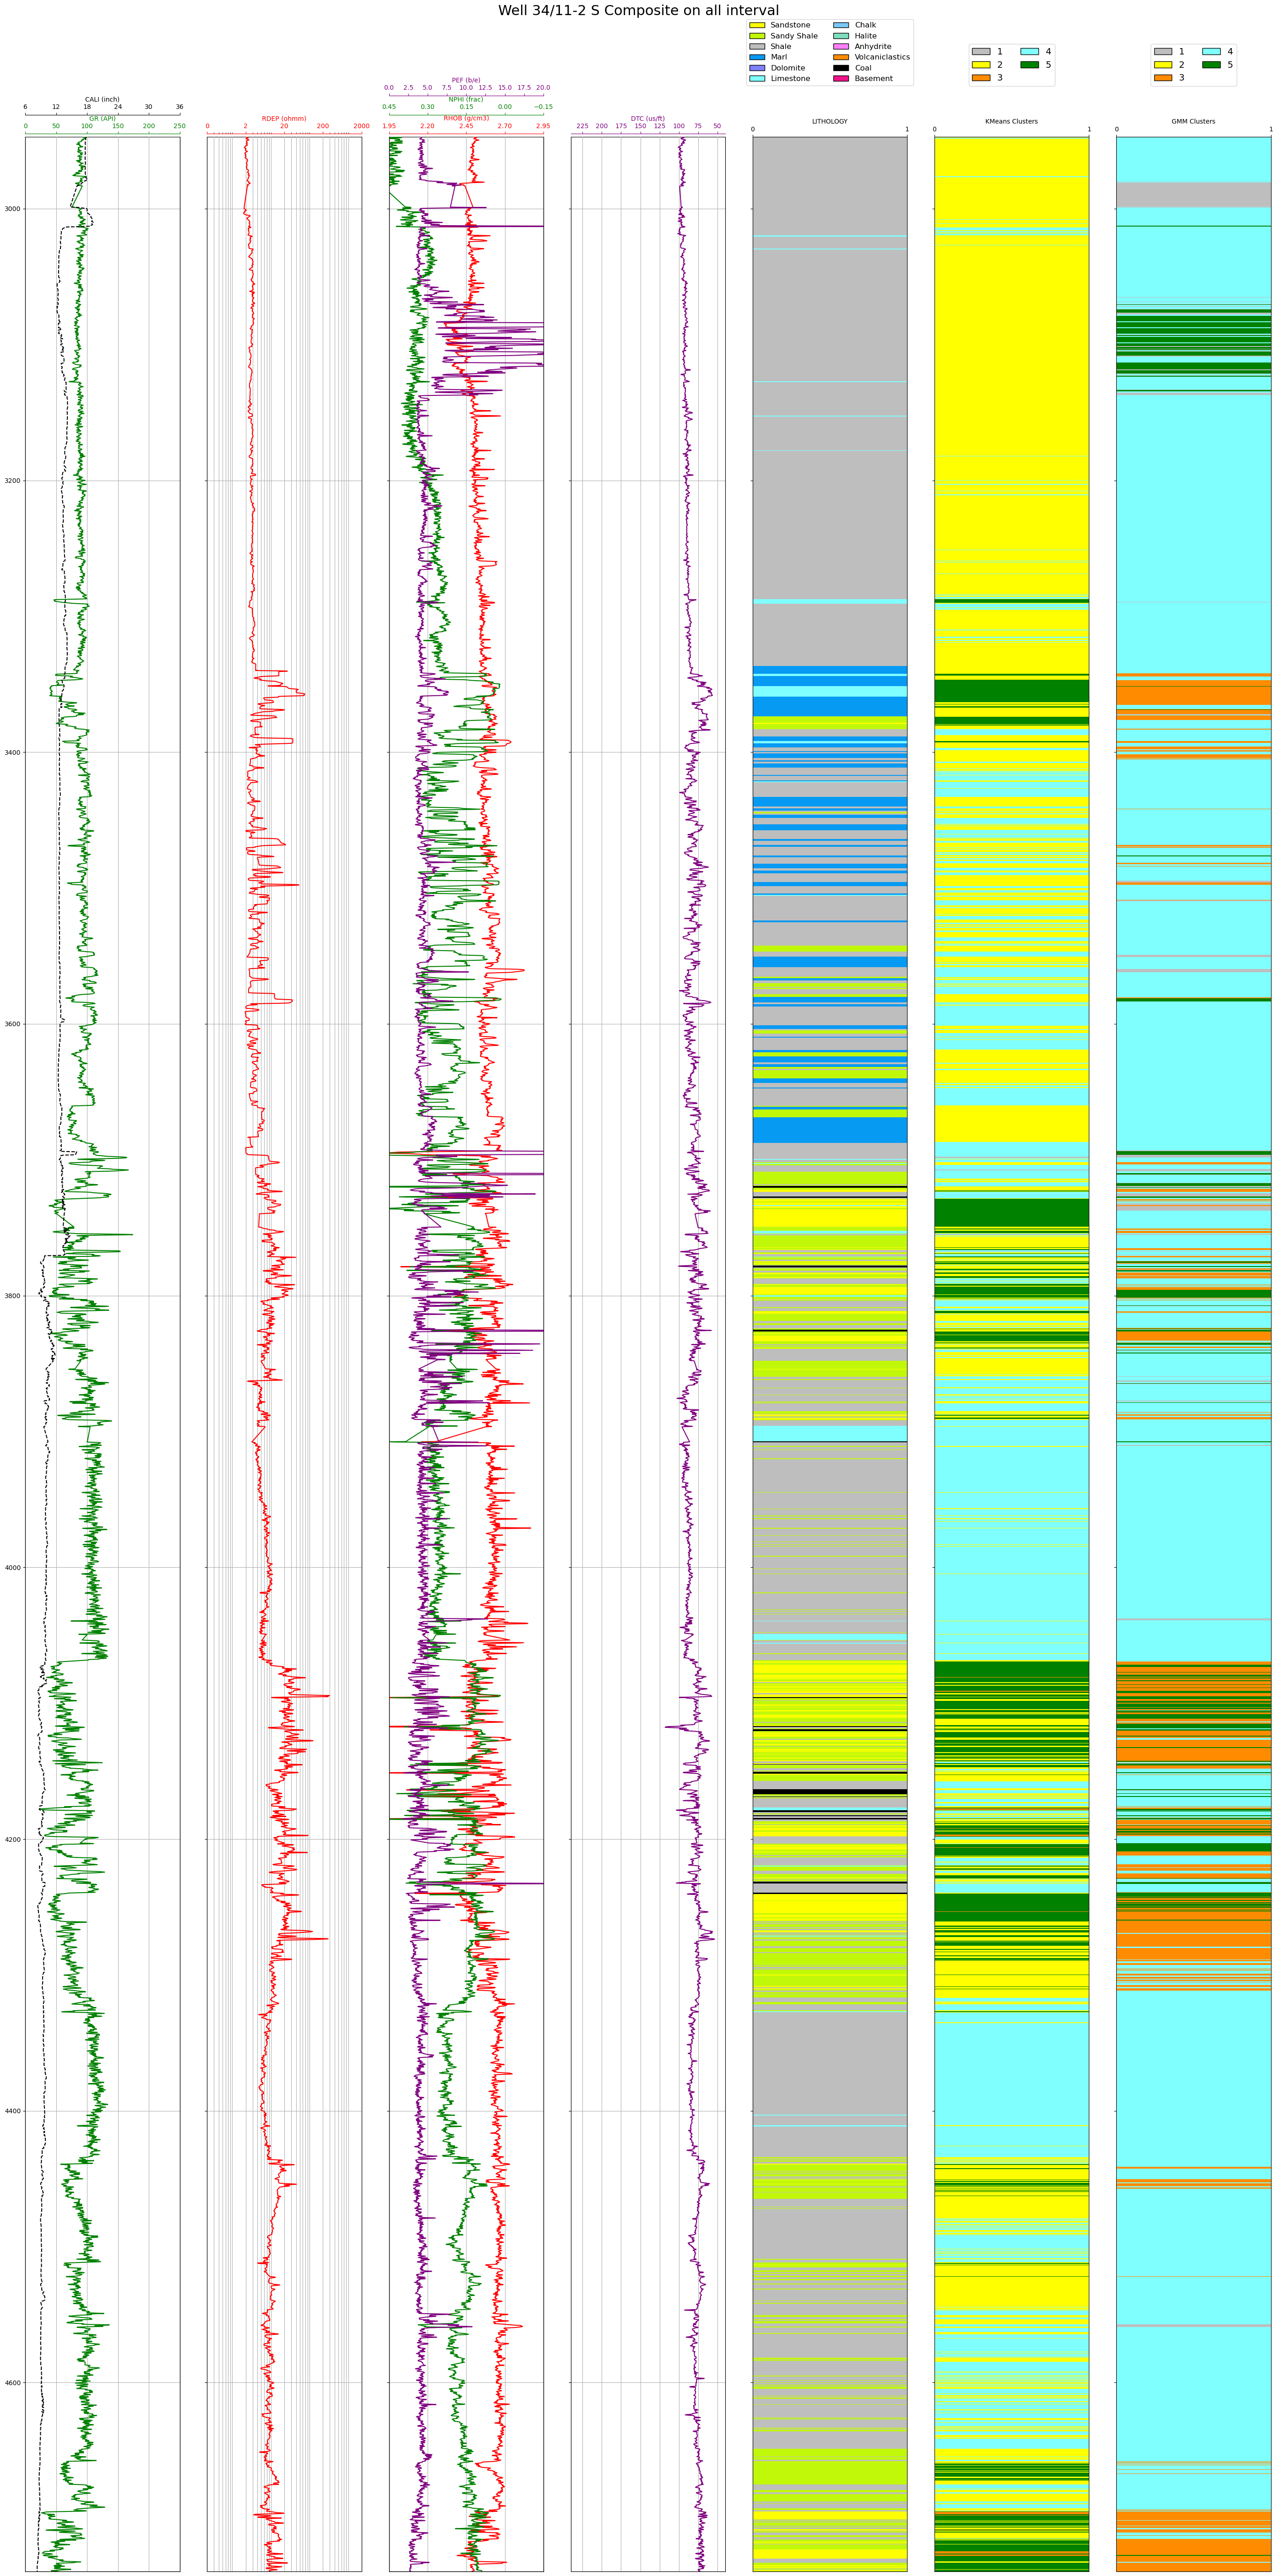 Well 34/11-2 S Composite on all interval
Sandstone
Sandy Shale
Shale
Marl
Dolomite
Limestone
Chalk
Halite
Anhydrite
Volcaniclastics
Coal
Basement
1
2
3
4
5
1
2
3
4
5
PEF (b/e)
0.0 2.5 5.0 7.5 10.0 12.5 15.0 17.5 20.0
CALI (inch)
6 12 18 24 30 36
NPHI (frac)
0.45 0.30 0.15 0.00 −0.15
GR (API)
0 50 100 150 200 250
RDEP (ohmm)
0 2 20 200 2000
RHOB (g/cm3)
1.95 2.20 2.45 2.70 2.95
DTC (us/ft)
225 200 175 150 125 100 75 50
LITHOLOGY
0 1
KMeans Clusters
0 1
GMM Clusters
0 1
3000
3200
3400
3600
3800
4000
4200
4400
4600